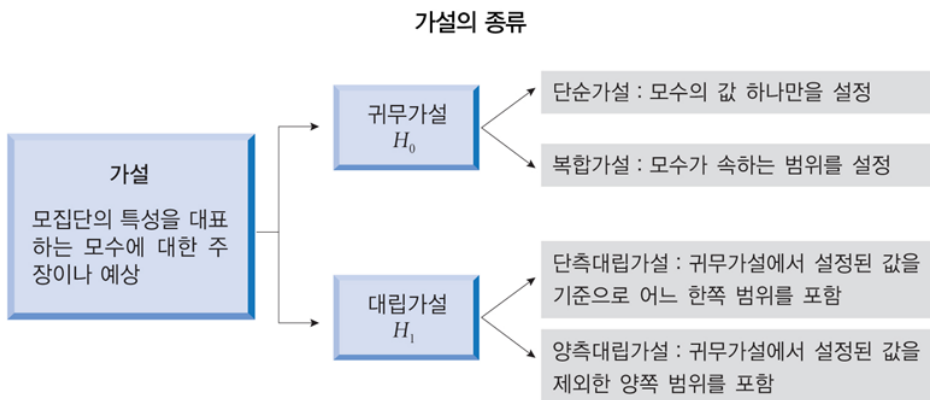 가설의 종류
가설
모집단의 특성을 대표
하는 모수에 대한 주
장이나 예상
귀무가설
H₀
단순가설 : 모수의 값 하나만을 설정
복합가설 : 모수가 속하는 범위를 설정
대립가설
H₁
단측대립가설 : 귀무가설에서 설정된 값을
기준으로 어느 한쪽 범위를 포함
양측대립가설 : 귀무가설에서 설정된 값을
제외한 양쪽 범위를 포함